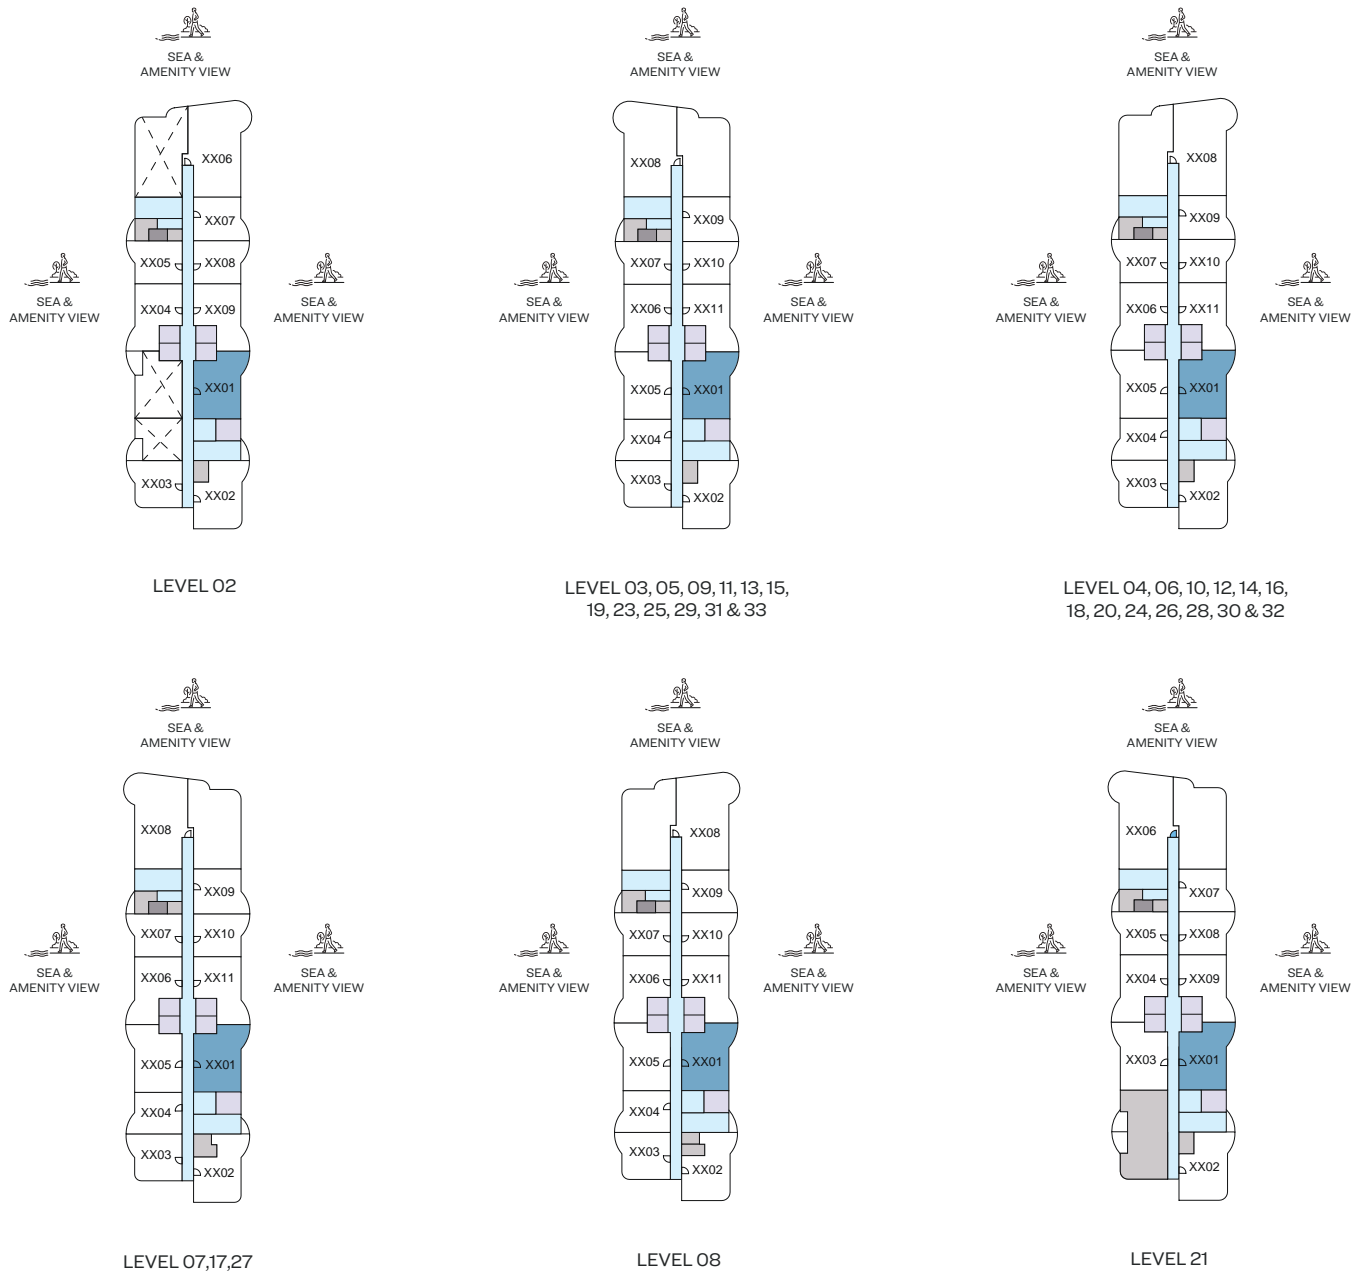 SEA &
AMENITY VIEW
XX06
XX07
XX05
XX08
SEA &
AMENITY VIEW
XX04
XX09
SEA &
AMENITY VIEW
XX01
XX03
XX02
LEVEL 02
SEA &
AMENITY VIEW
XX08
XX09
XX07
XX10
SEA &
AMENITY VIEW
XX06
XX11
SEA &
AMENITY VIEW
XX05
XX01
XX04
XX03
XX02
LEVEL 03, 05, 09, 11, 13, 15,
19, 23, 25, 29, 31 & 33
SEA &
AMENITY VIEW
XX08
XX09
XX07
XX10
SEA &
AMENITY VIEW
XX06
XX11
SEA &
AMENITY VIEW
XX05
XX01
XX04
XX03
XX02
LEVEL 04, 06, 10, 12, 14, 16,
18, 20, 24, 26, 28, 30 & 32
SEA &
AMENITY VIEW
XX08
XX09
XX07
XX10
SEA &
AMENITY VIEW
XX06
XX11
SEA &
AMENITY VIEW
XX05
XX01
XX04
XX03
XX02
LEVEL 07,17,27
SEA &
AMENITY VIEW
XX08
XX09
XX07
XX10
SEA &
AMENITY VIEW
XX06
XX11
SEA &
AMENITY VIEW
XX05
XX01
XX04
XX03
XX02
LEVEL 08
SEA &
AMENITY VIEW
XX06
XX07
XX05
XX08
SEA &
AMENITY VIEW
XX04
XX09
SEA &
AMENITY VIEW
XX03
XX01
XX02
LEVEL 21